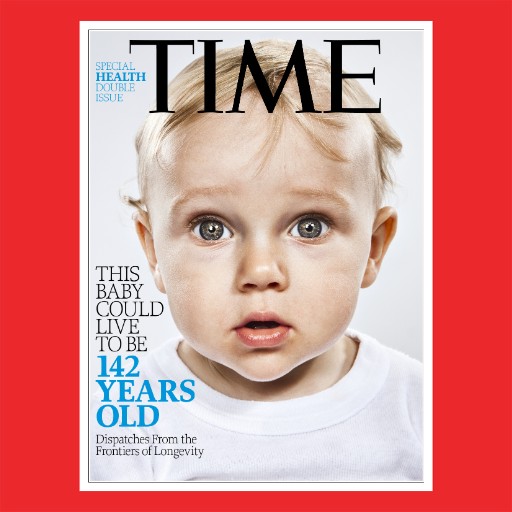 TIME
SPECIAL
HEALTH
DOUBLE
ISSUE
THIS
BABY
COULD
LIVE
TO BE
142
YEARS
OLD
Dispatches From the
Frontiers of Longevity